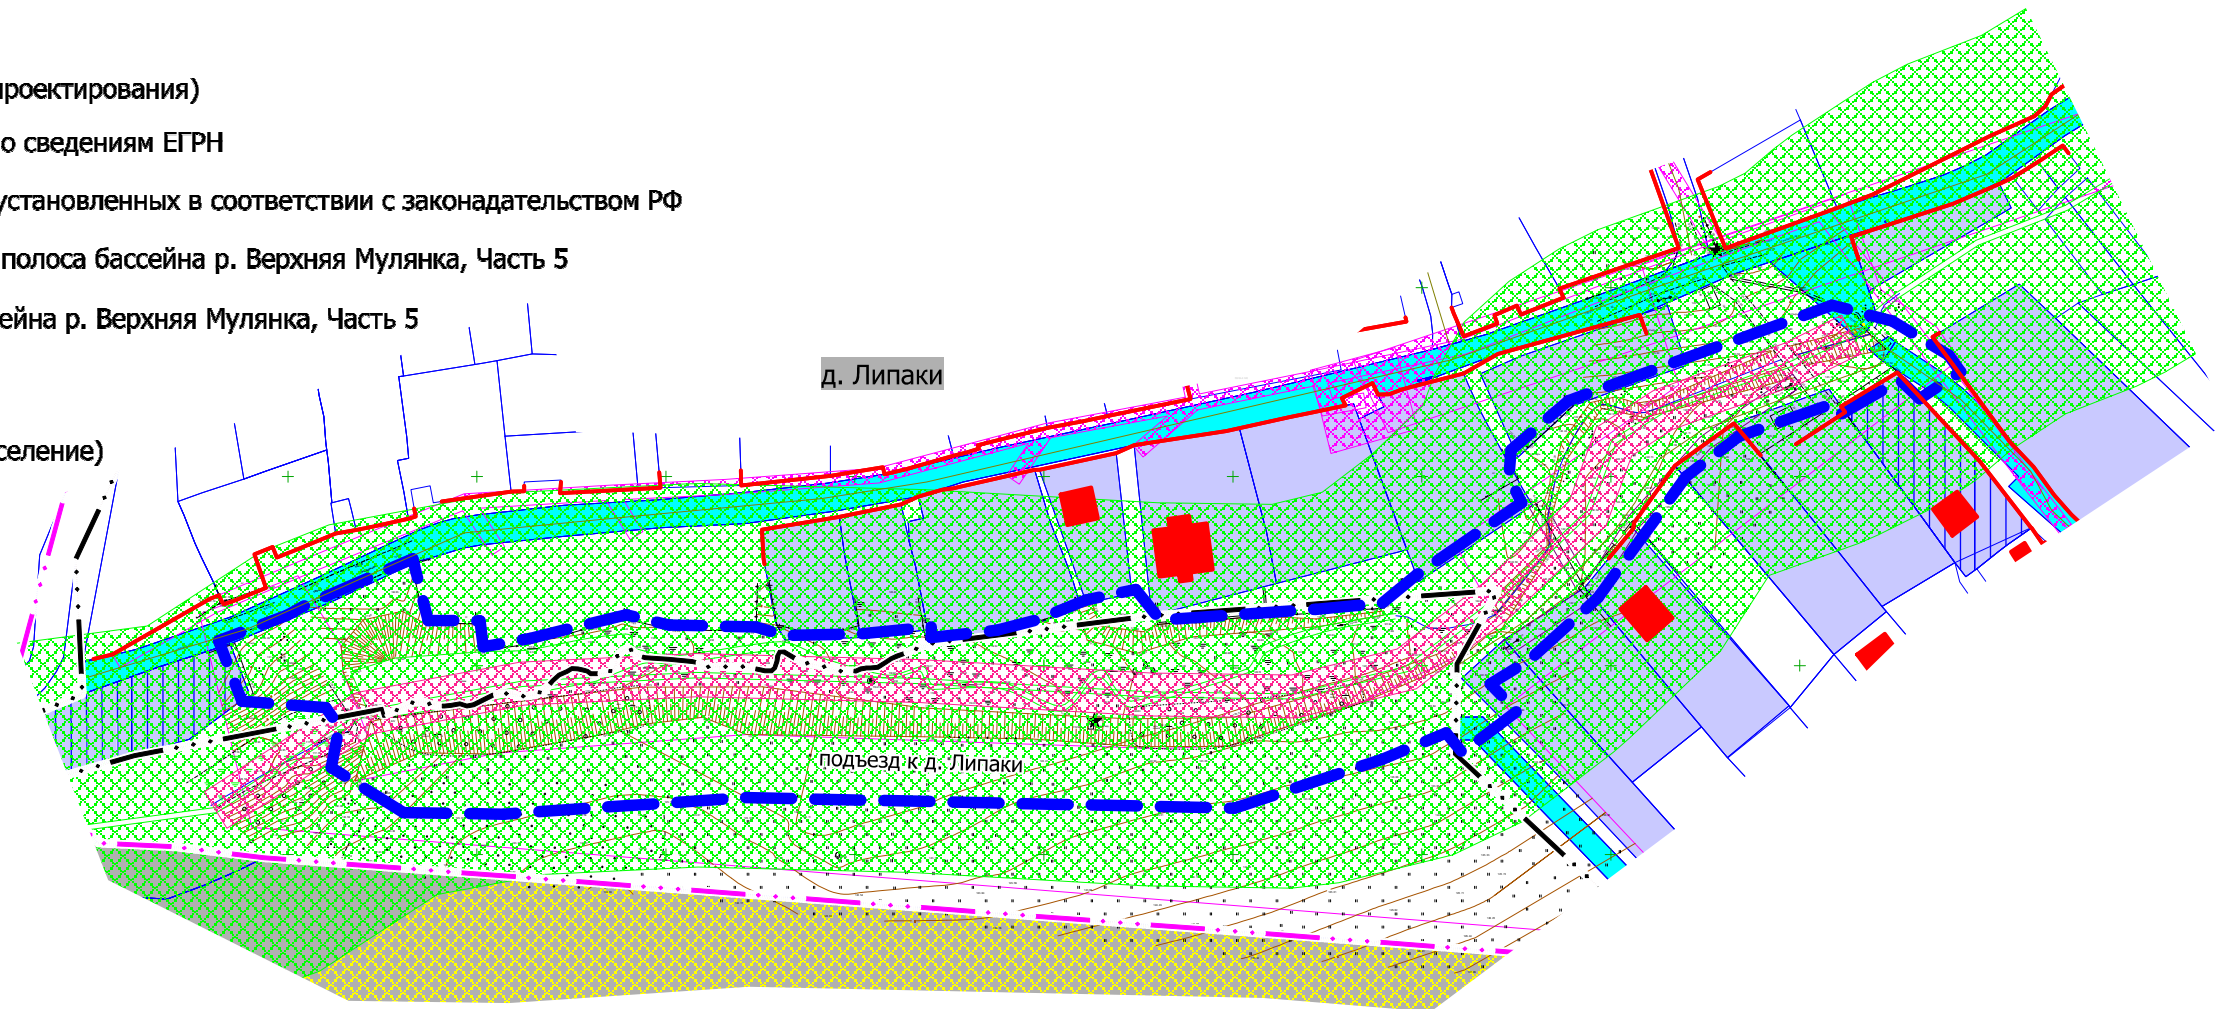 проектирования)
о сведениям ЕГРН
установленных в соответствии с законадательством РФ
полоса бассейна р. Верхняя Мулянка, Часть 5
ейна р. Верхняя Мулянка, Часть 5
д. Липаки
селение)
подъезд к д. Липаки